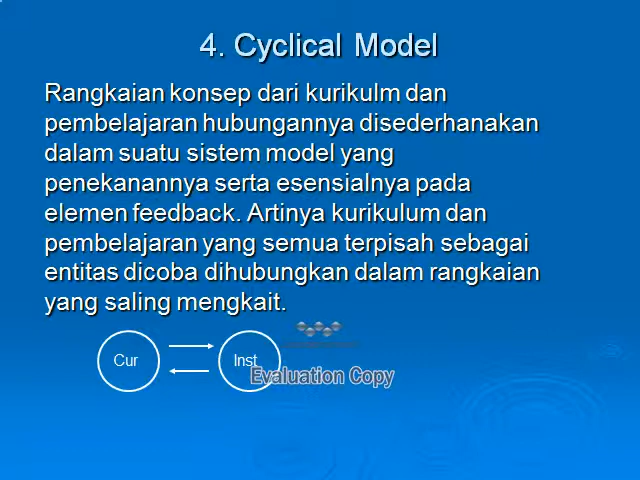 4. Cyclical Model
Rangkaian konsep dari kurikulm dan
pembelajaran hubungannya disederhanakan
dalam suatu sistem model yang
penekanannya serta esensialnya pada
elemen feedback. Artinya kurikulum dan
pembelajaran yang semua terpisah sebagai
entitas dicoba dihubungkan dalam rangkaian
yang saling mengkait.
Cur
Inst
Evaluation Copy